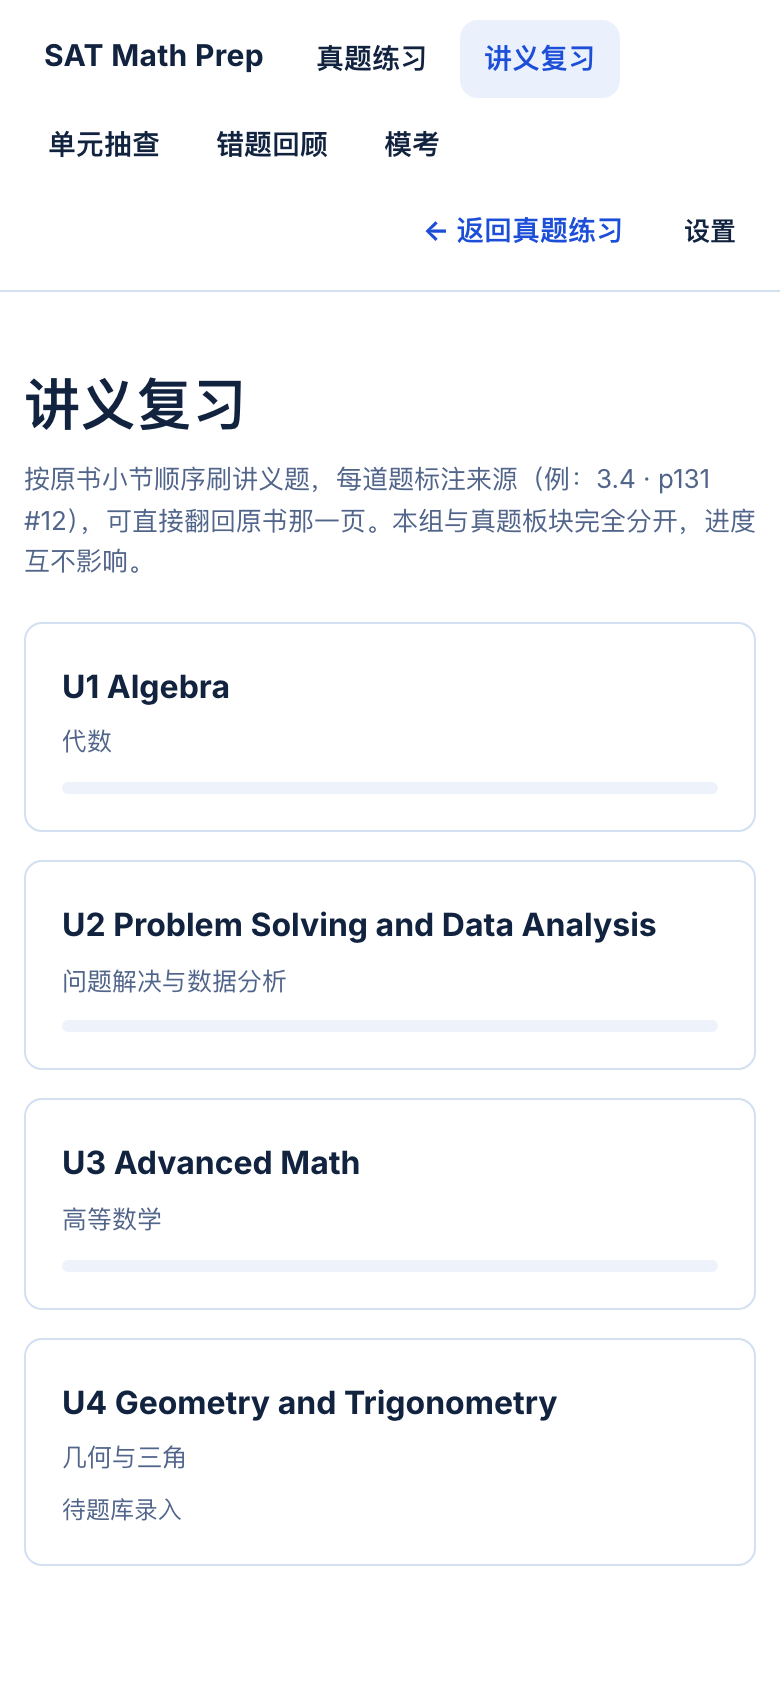 SAT Math Prep 真题练习 讲义复习
单元抽查 错题回顾 模考
← 返回真题练习 设置
讲义复习
按原书小节顺序刷讲义题，每道题标注来源（例：3.4 · p131
#12），可直接翻回原书那一页。本组与真题板块完全分开，进度
互不影响。
U1 Algebra
代数
U2 Problem Solving and Data Analysis
问题解决与数据分析
U3 Advanced Math
高等数学
U4 Geometry and Trigonometry
几何与三角
待题库录入